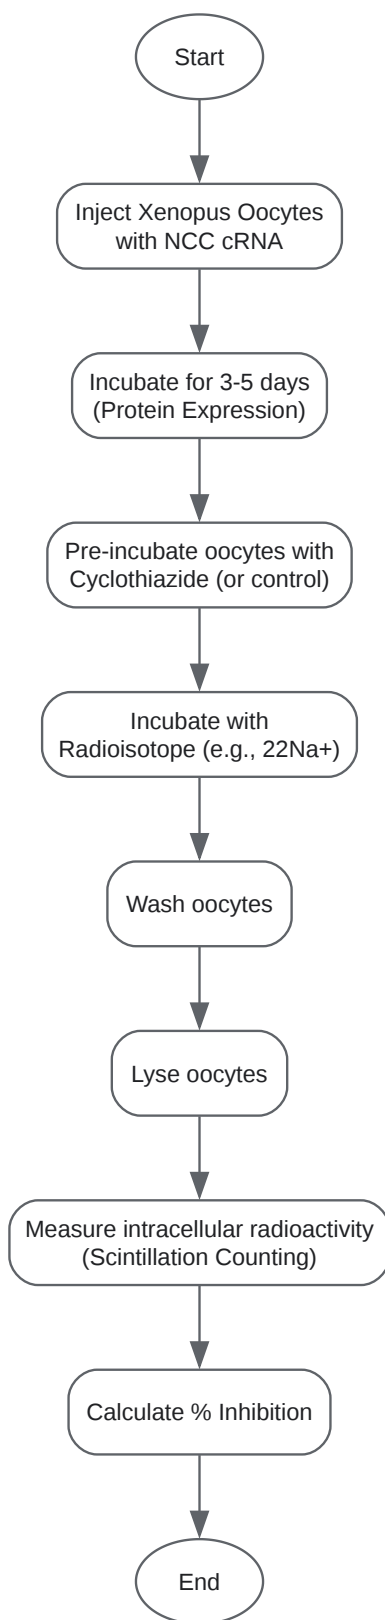 Start
Inject Xenopus Oocytes
with NCC cRNA
Incubate for 3-5 days
(Protein Expression)
Pre-incubate oocytes with
Cyclothiazide (or control)
Incubate with
Radioisotope (e.g., 22Na+)
Wash oocytes
Lyse oocytes
Measure intracellular radioactivity
(Scintillation Counting)
Calculate % Inhibition
End